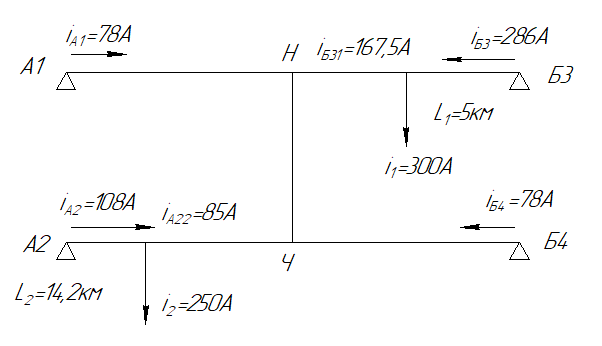 i_A1=78A
H
i_Б31=167,5A
i_Б3=286A
A1
Б3
L_1=5км
i_1=300A
i_A2=108A
i_A22=85A
i_Б4=78A
A2
Б4
Ч
L_2=14,2км
i_2=250A